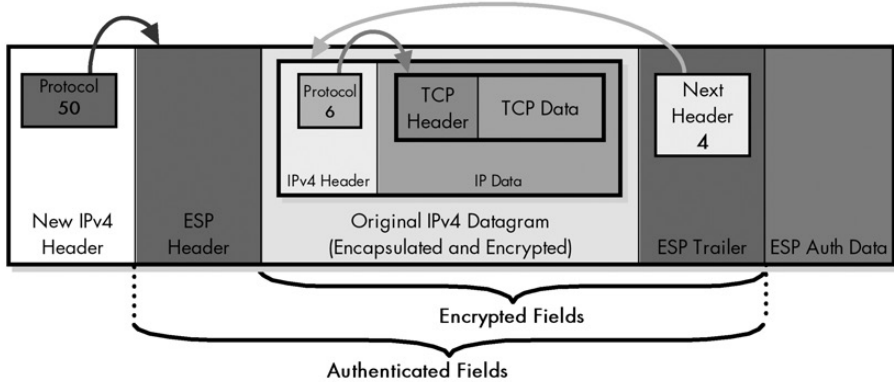 Protocol
50
New IPv4
Header
ESP
Header
Protocol
6
IPv4 Header
TCP
Header
TCP Data
IP Data
Original IPv4 Datagram
(Encapsulated and Encrypted)
Next
Header
4
ESP Trailer
ESP Auth Data
Encrypted Fields
Authenticated Fields